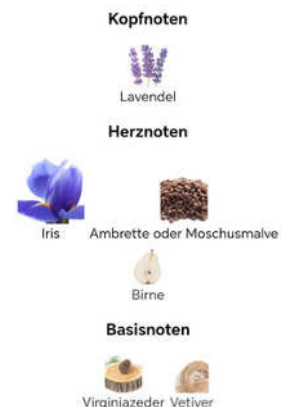 Kopfnoten
Lavendel
Herznoten
Iris Ambrette oder Moschusmalve
Birne
Basisnoten
Virginiazeder Vetiver